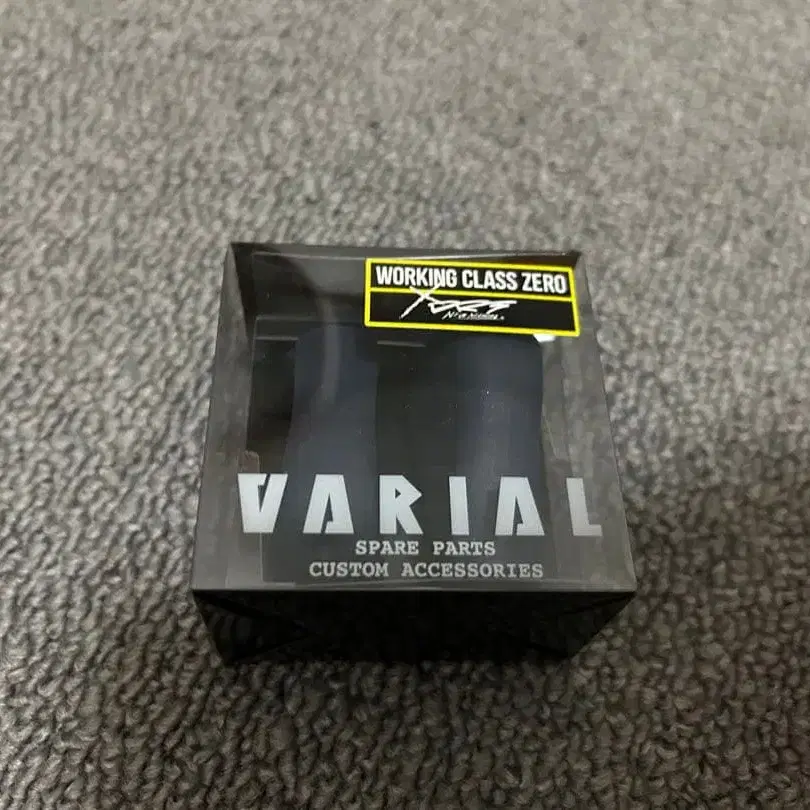 WORKING CLASS ZERO
VARIAL
SPARE PARTS
CUSTOM ACCESSORIES